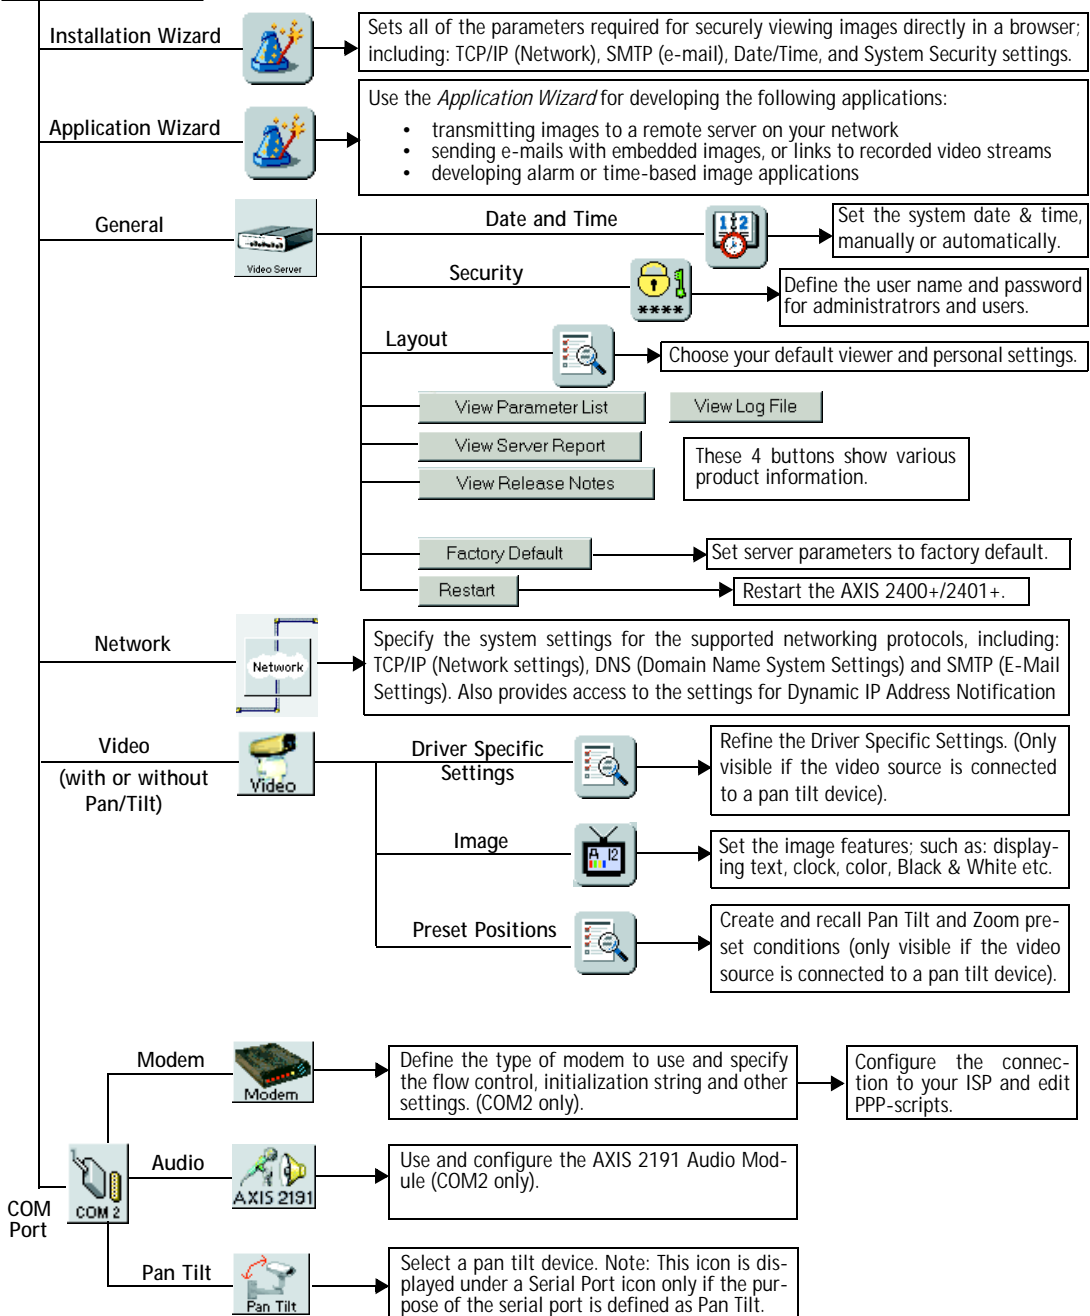 Installation Wizard
Sets all of the parameters required for securely viewing images directly in a browser;
including: TCP/IP (Network), SMTP (e-mail), Date/Time, and System Security settings.
Application Wizard
Use the Application Wizard for developing the following applications:
• transmitting images to a remote server on your network
• sending e-mails with embedded images, or links to recorded video streams
• developing alarm or time-based image applications
General
Video Server
Date and Time
1 2
Set the system date & time,
manually or automatically.
Security
****
Define the user name and password
for administratrors and users.
Layout
Choose your default viewer and personal settings.
View Parameter List
View Log File
View Server Report
View Release Notes
These 4 buttons show various
product information.
Factory Default
Set server parameters to factory default.
Restart
Restart the AXIS 2400+/2401+.
Network
Network
Specify the system settings for the supported networking protocols, including:
TCP/IP (Network settings), DNS (Domain Name System Settings) and SMTP (E-Mail
Settings). Also provides access to the settings for Dynamic IP Address Notification
Video
(with or without
Pan/Tilt)
Video
Driver Specific
Settings
Refine the Driver Specific Settings. (Only
visible if the video source is connected
to a pan tilt device).
Image
A 12
Set the image features; such as: display-
ing text, clock, color, Black & White etc.
Preset Positions
Create and recall Pan Tilt and Zoom pre-
set conditions (only visible if the video
source is connected to a pan tilt device).
Modem
Modem
Define the type of modem to use and specify
the flow control, initialization string and other
settings. (COM2 only).
Configure the connec-
tion to your ISP and edit
PPP-scripts.
COM
Port
COM 2
Audio
AXIS 2191
Use and configure the AXIS 2191 Audio Mod-
ule (COM2 only).
Pan Tilt
Pan Tilt
Select a pan tilt device. Note: This icon is dis-
played under a Serial Port icon only if the pur-
pose of the serial port is defined as Pan Tilt.